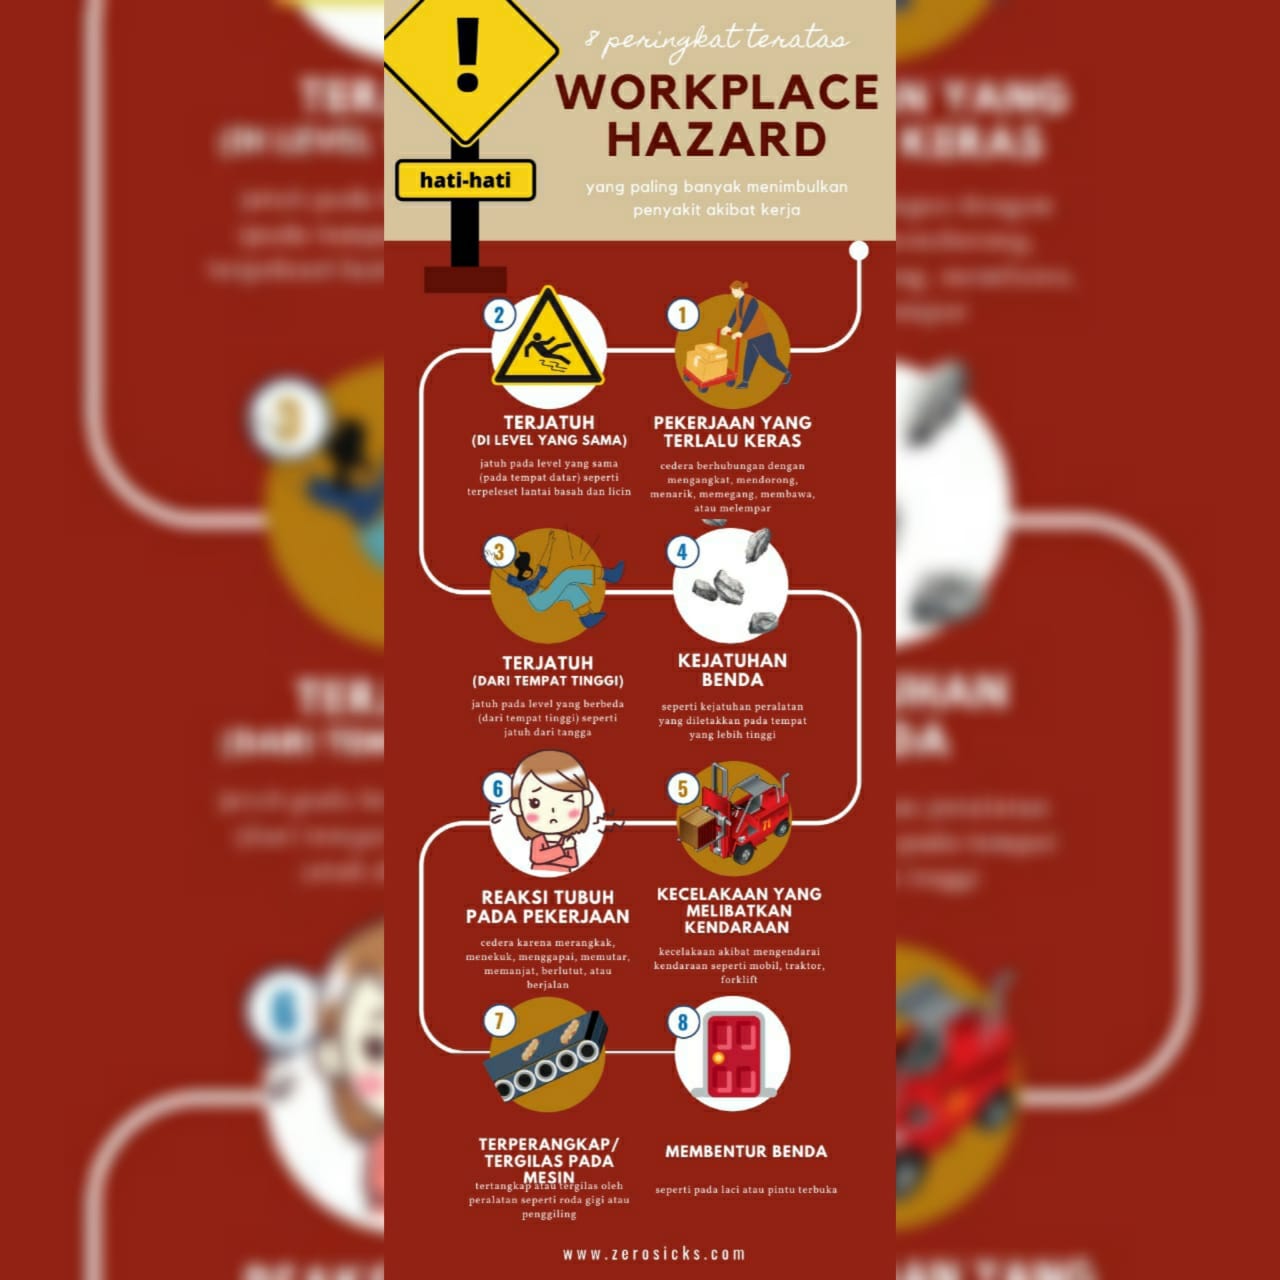 8 peringkat teratas
WORKPLACE
HAZARD
yang paling banyak menimbulkan
penyakit akibat kerja
hati-hati
1
PEKERJAAN YANG
TERLALU KERAS
cedera berhubungan dengan
mengangkat, mendorong,
menarik, memegang, membawa,
atau melempar
2
TERJATUH
(DI LEVEL YANG SAMA)
jatuh pada level yang sama
(pada tempat datar) seperti
terpeleset lantai basah dan licin
3
TERJATUH
(DARI TEMPAT TINGGI)
jatuh pada level yang berbeda
(dari tempat tinggi) seperti
jatuh dari tangga
4
KEJATUHAN
BENDA
seperti kejatuhan peralatan
yang diletakkan pada tempat
yang lebih tinggi
5
KECELAKAAN YANG
MELIBATKAN
KENDARAAN
kecelakaan akibat mengendarai
kendaraan seperti mobil, traktor,
forklift
6
REAKSI TUBUH
PADA PEKERJAAN
cedera karena merangkak,
menekuk, menggapai, memutar,
memanjat, berlutut, atau
berjalan
7
TERPERANGKAP/
TERGILAS PADA
MESIN
tertangkap atau tergilas oleh
peralatan seperti roda gigi atau
penggiling
8
MEMBENTUR BENDA
seperti pada laci atau pintu terbuka
www.zerosicks.com